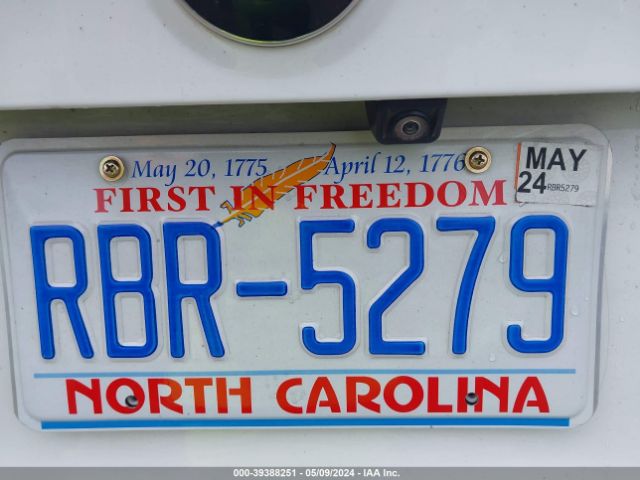 May 20, 1775 April 12, 1776
FIRST IN FREEDOM
MAY
24 RBR5279
RBR-5279
NORTH CAROLINA
000-39388251 - 05/09/2024 - IAA Inc.